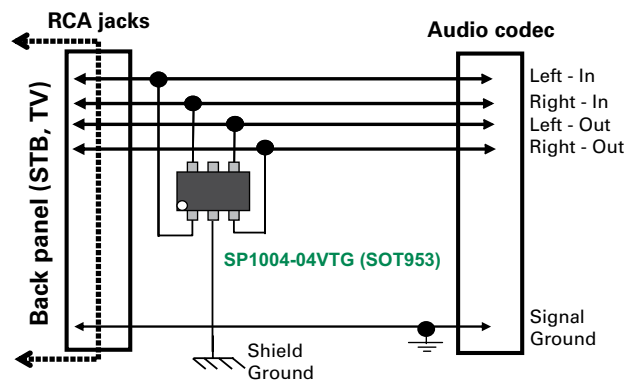 RCA jacks
Audio codec
Back panel (STB, TV)
Left - In
Right - In
Left - Out
Right - Out
SP1004-04VTG (SOT953)
Signal
Ground
Shield
Ground